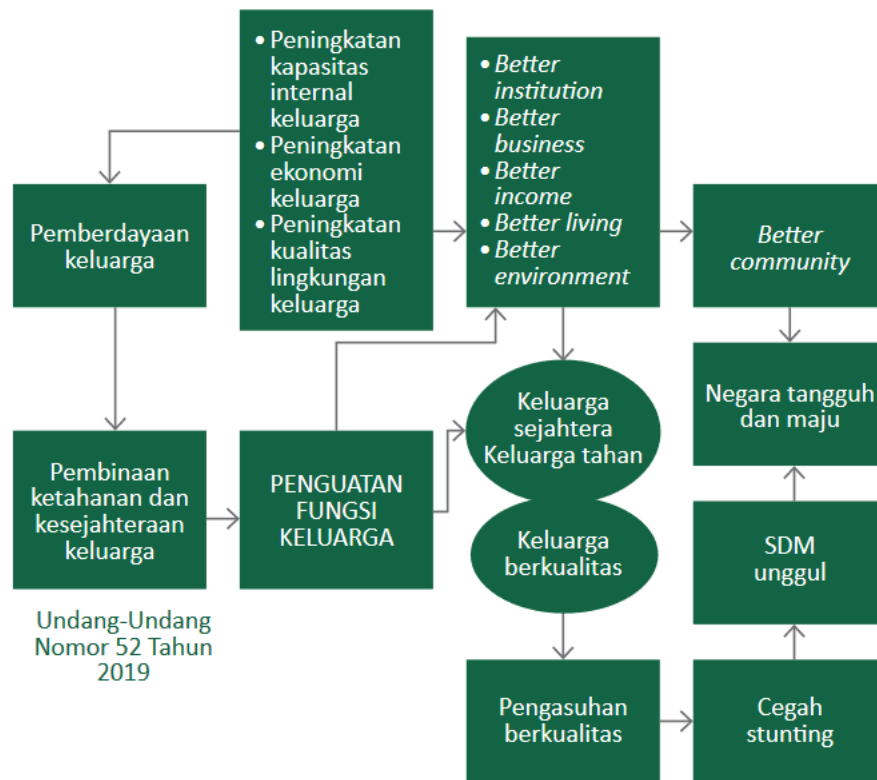 • Peningkatan
kapasitas
internal
keluarga
• Peningkatan
ekonomi
keluarga
• Peningkatan
kualitas
lingkungan
keluarga
• Better
institution
• Better
business
• Better
income
• Better living
• Better
environment
Pemberdayaan
keluarga
Better
community
Keluarga
sejahtera
Keluarga tahan
Negara tangguh
dan maju
Pembinaan
ketahanan dan
kesejahteraan
keluarga
PENGUATAN
FUNGSI
KELUARGA
Keluarga
berkualitas
SDM
unggul
Undang-Undang
Nomor 52 Tahun
2019
Pengasuhan
berkualitas
Cegah
stunting